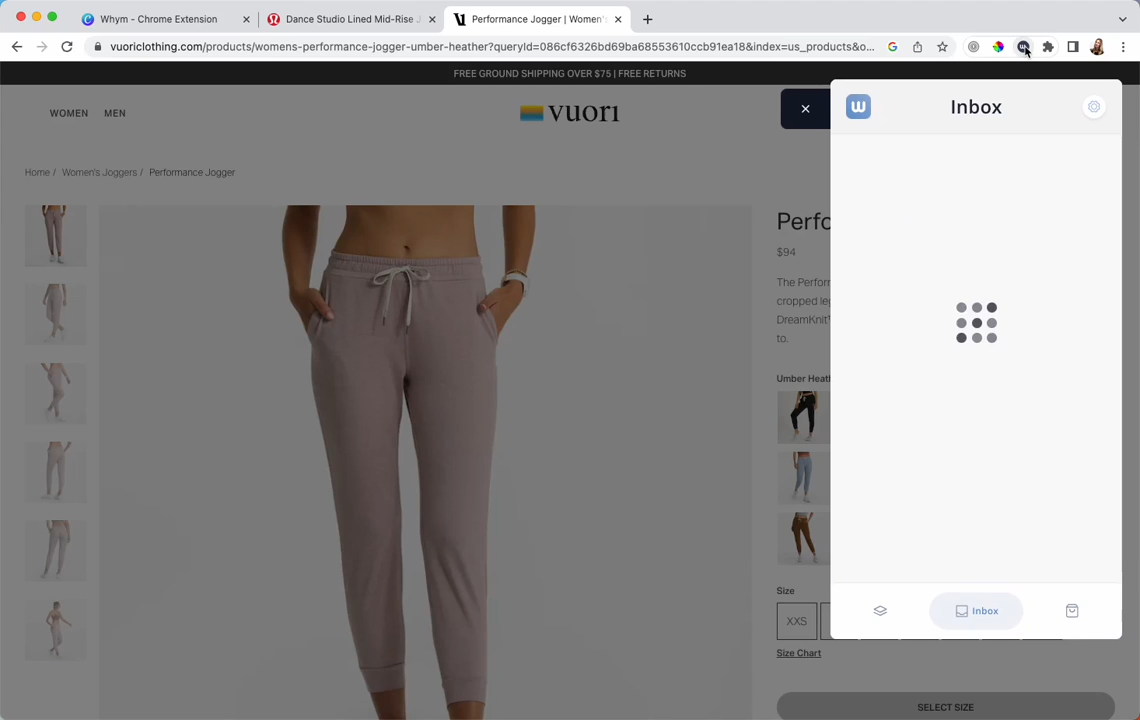 Whym - Chrome Extension
Dance Studio Lined Mid-Rise J
Performance Jogger | Women's
vuoriclothing.com/products/womens-performance-jogger-umber-heather?queryId=086cf6326bd69ba68553610ccb91ea18&index=us_products&o...
FREE GROUND SHIPPING OVER $75 | FREE RETURNS
WOMEN MEN
vuori
w Inbox
Home / Women's Joggers / Performance Jogger
Perfo
$94
The Perform
cropped leg
DreamKnit™
to.
Umber Heath
Size
XXS
Inbox
Size Chart
SELECT SIZE